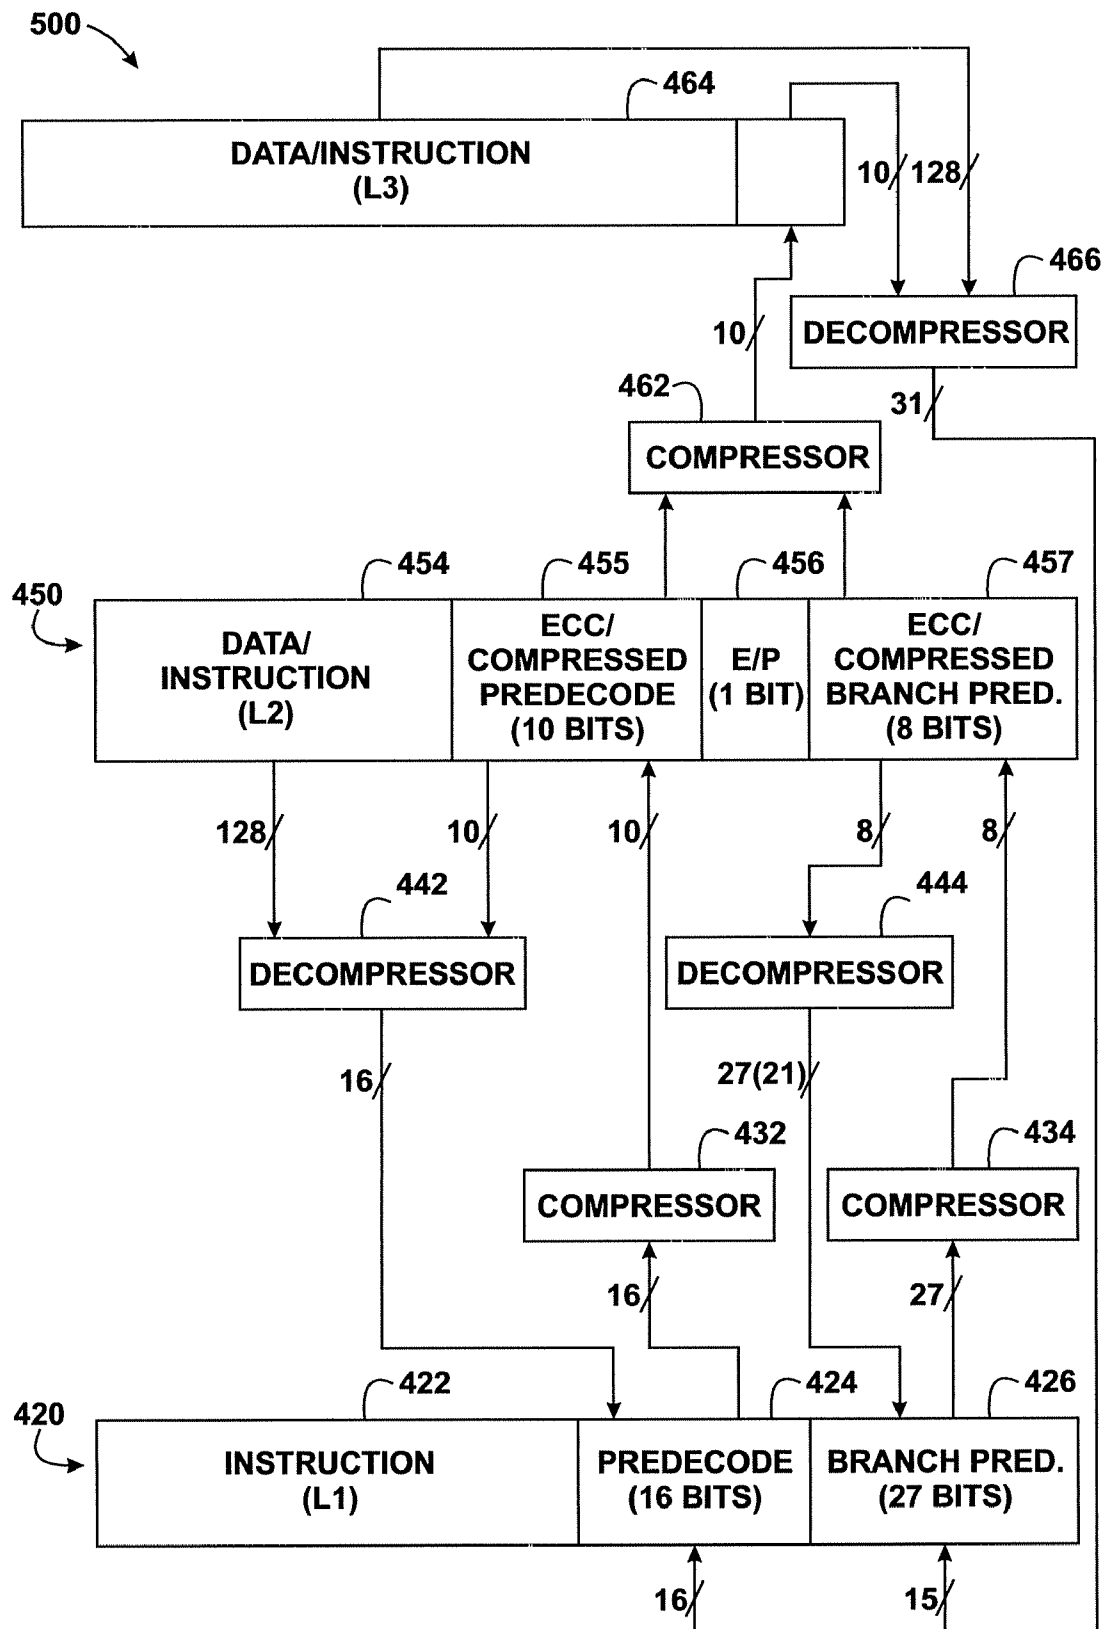 500
464
DATA/INSTRUCTION
(L3)
10
128
466
DECOMPRESSOR
10
462
31
COMPRESSOR
450
454
455
456
457
DATA/
INSTRUCTION
(L2)
ECC/
COMPRESSED
PREDECODE
(10 BITS)
E/P
(1 BIT)
ECC/
COMPRESSED
BRANCH PRED.
(8 BITS)
128
10
10
8
8
442
444
DECOMPRESSOR
DECOMPRESSOR
16
27(21)
432
434
COMPRESSOR
COMPRESSOR
16
27
420
422
424
426
INSTRUCTION
(L1)
PREDECODE
(16 BITS)
BRANCH PRED.
(27 BITS)
16
15